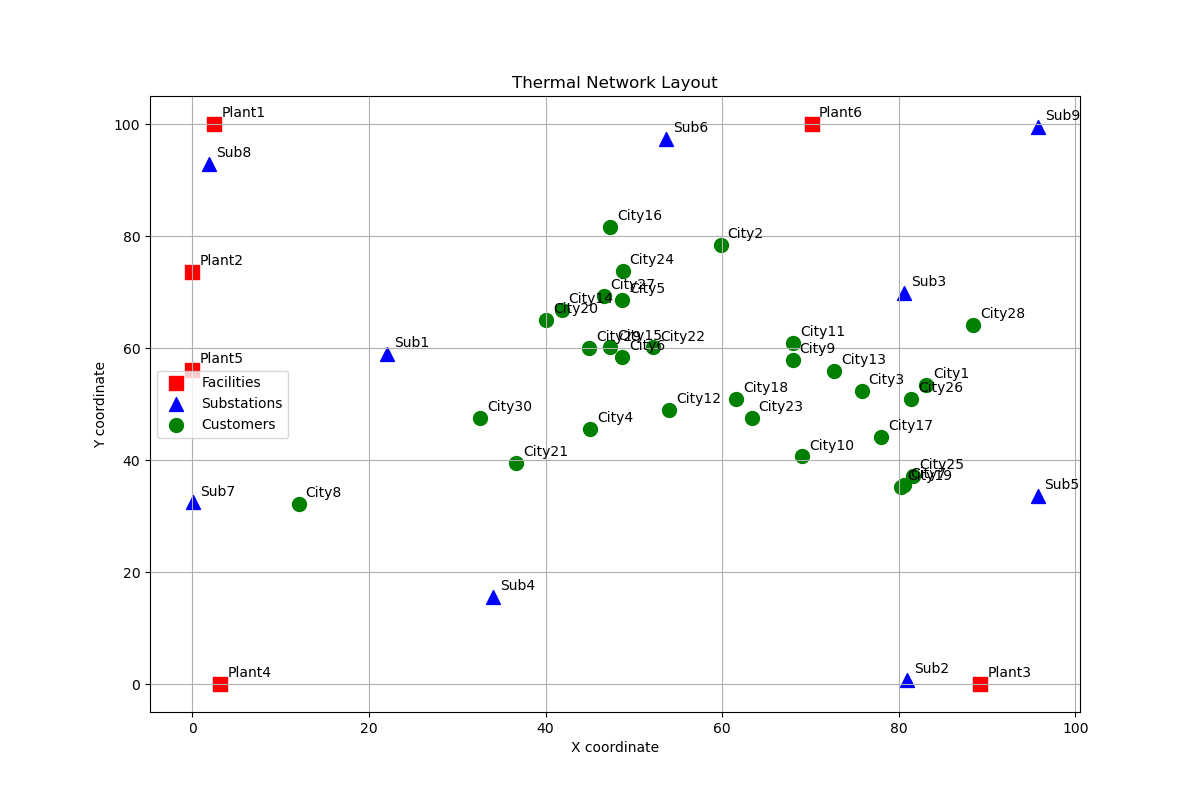 Thermal Network Layout
Plant1
Plant6
Sub9
Sub6
Sub8
City16
City2
Plant2
City24
City27
City5
Sub3
City14
City20
City28
City11
City29
City15
City22
City6
Sub1
City9
Plant5
City13
City1
City3
City26
Facilities
Substations
Customers
City18
City12
City30
City23
City4
City17
City21
City10
City25
City7
City19
Sub7
City8
Sub5
Sub4
Plant4
Sub2
Plant3
100
80
60
40
20
0
Y coordinate
0 20 40 60 80 100
X coordinate